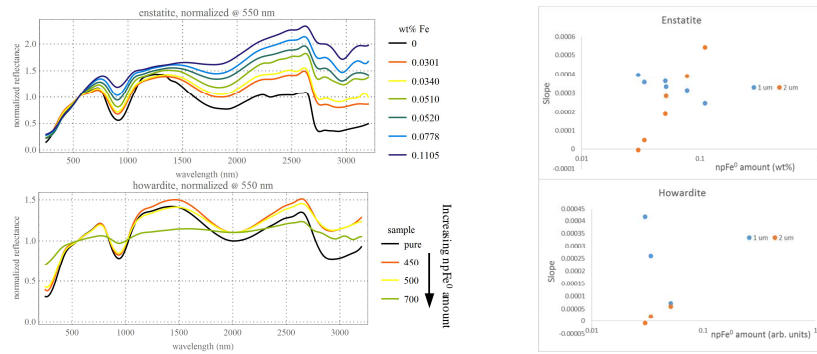 enstatite, normalized @ 550 nm
normalized reflectance
2.0
1.5
1.0
0.5
0.0
500 1000 1500 2000 2500 3000
wavelength (nm)
wt% Fe
0
0.0301
0.0340
0.0510
0.0520
0.0778
0.1105
howardite, normalized @ 550 nm
normalized reflectance
1.5
1.0
0.5
0.0
500 1000 1500 2000 2500 3000
wavelength (nm)
sample
pure
450
500
700
Increasing npFe⁰ amount
Enstatite
Slope
0.0006
0.0005
0.0004
0.0003
0.0002
0.0001
0
-0.0001
0.01 0.1 1
1 um 2 um
npFe⁰ amount (wt%)
Howardite
Slope
0.00045
0.0004
0.00035
0.0003
0.00025
0.0002
0.00015
0.0001
0.00005
0
-0.00005
0.01 0.1 1
1 um 2 um
npFe⁰ amount (arb. units)